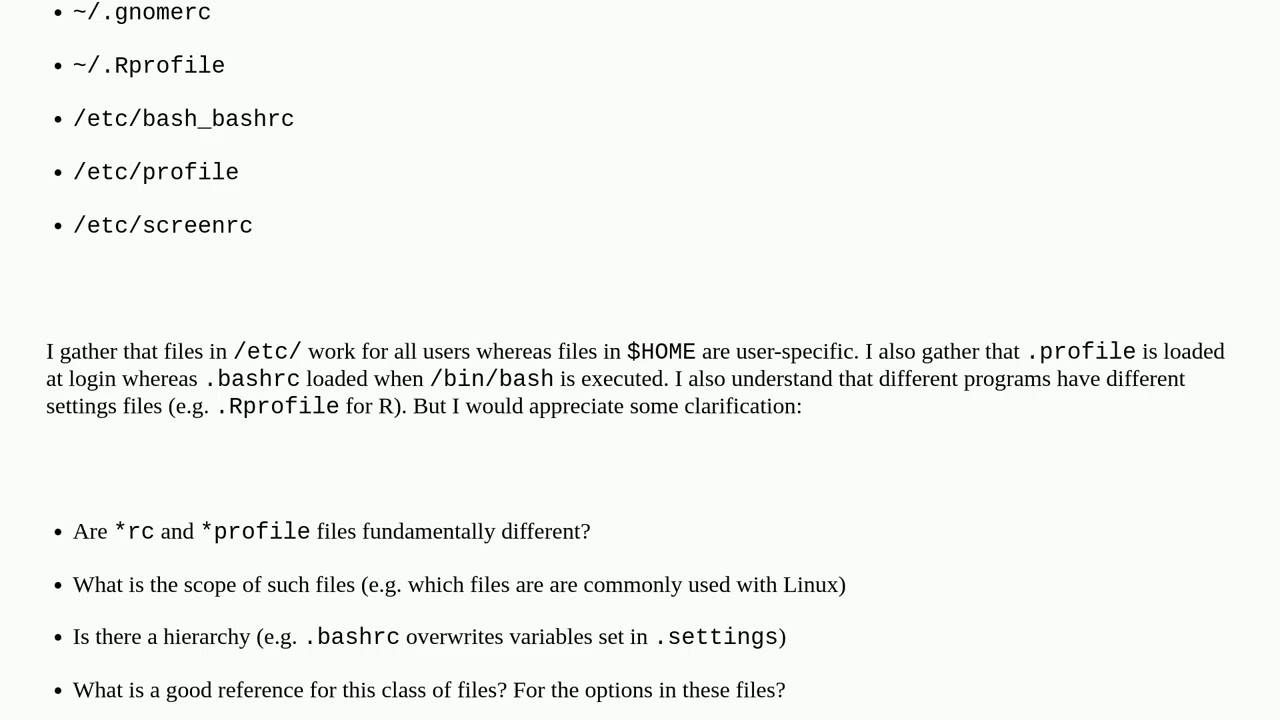 • ~/.gnomerc
• ~/.Rprofile
• /etc/bash_bashrc
• /etc/profile
• /etc/screenrc
I gather that files in /etc/ work for all users whereas files in $HOME are user-specific. I also gather that .profile is loaded
at login whereas .bashrc loaded when /bin/bash is executed. I also understand that different programs have different
settings files (e.g. .Rprofile for R). But I would appreciate some clarification:
• Are *rc and *profile files fundamentally different?
• What is the scope of such files (e.g. which files are are commonly used with Linux)
• Is there a hierarchy (e.g. .bashrc overwrites variables set in .settings)
• What is a good reference for this class of files? For the options in these files?